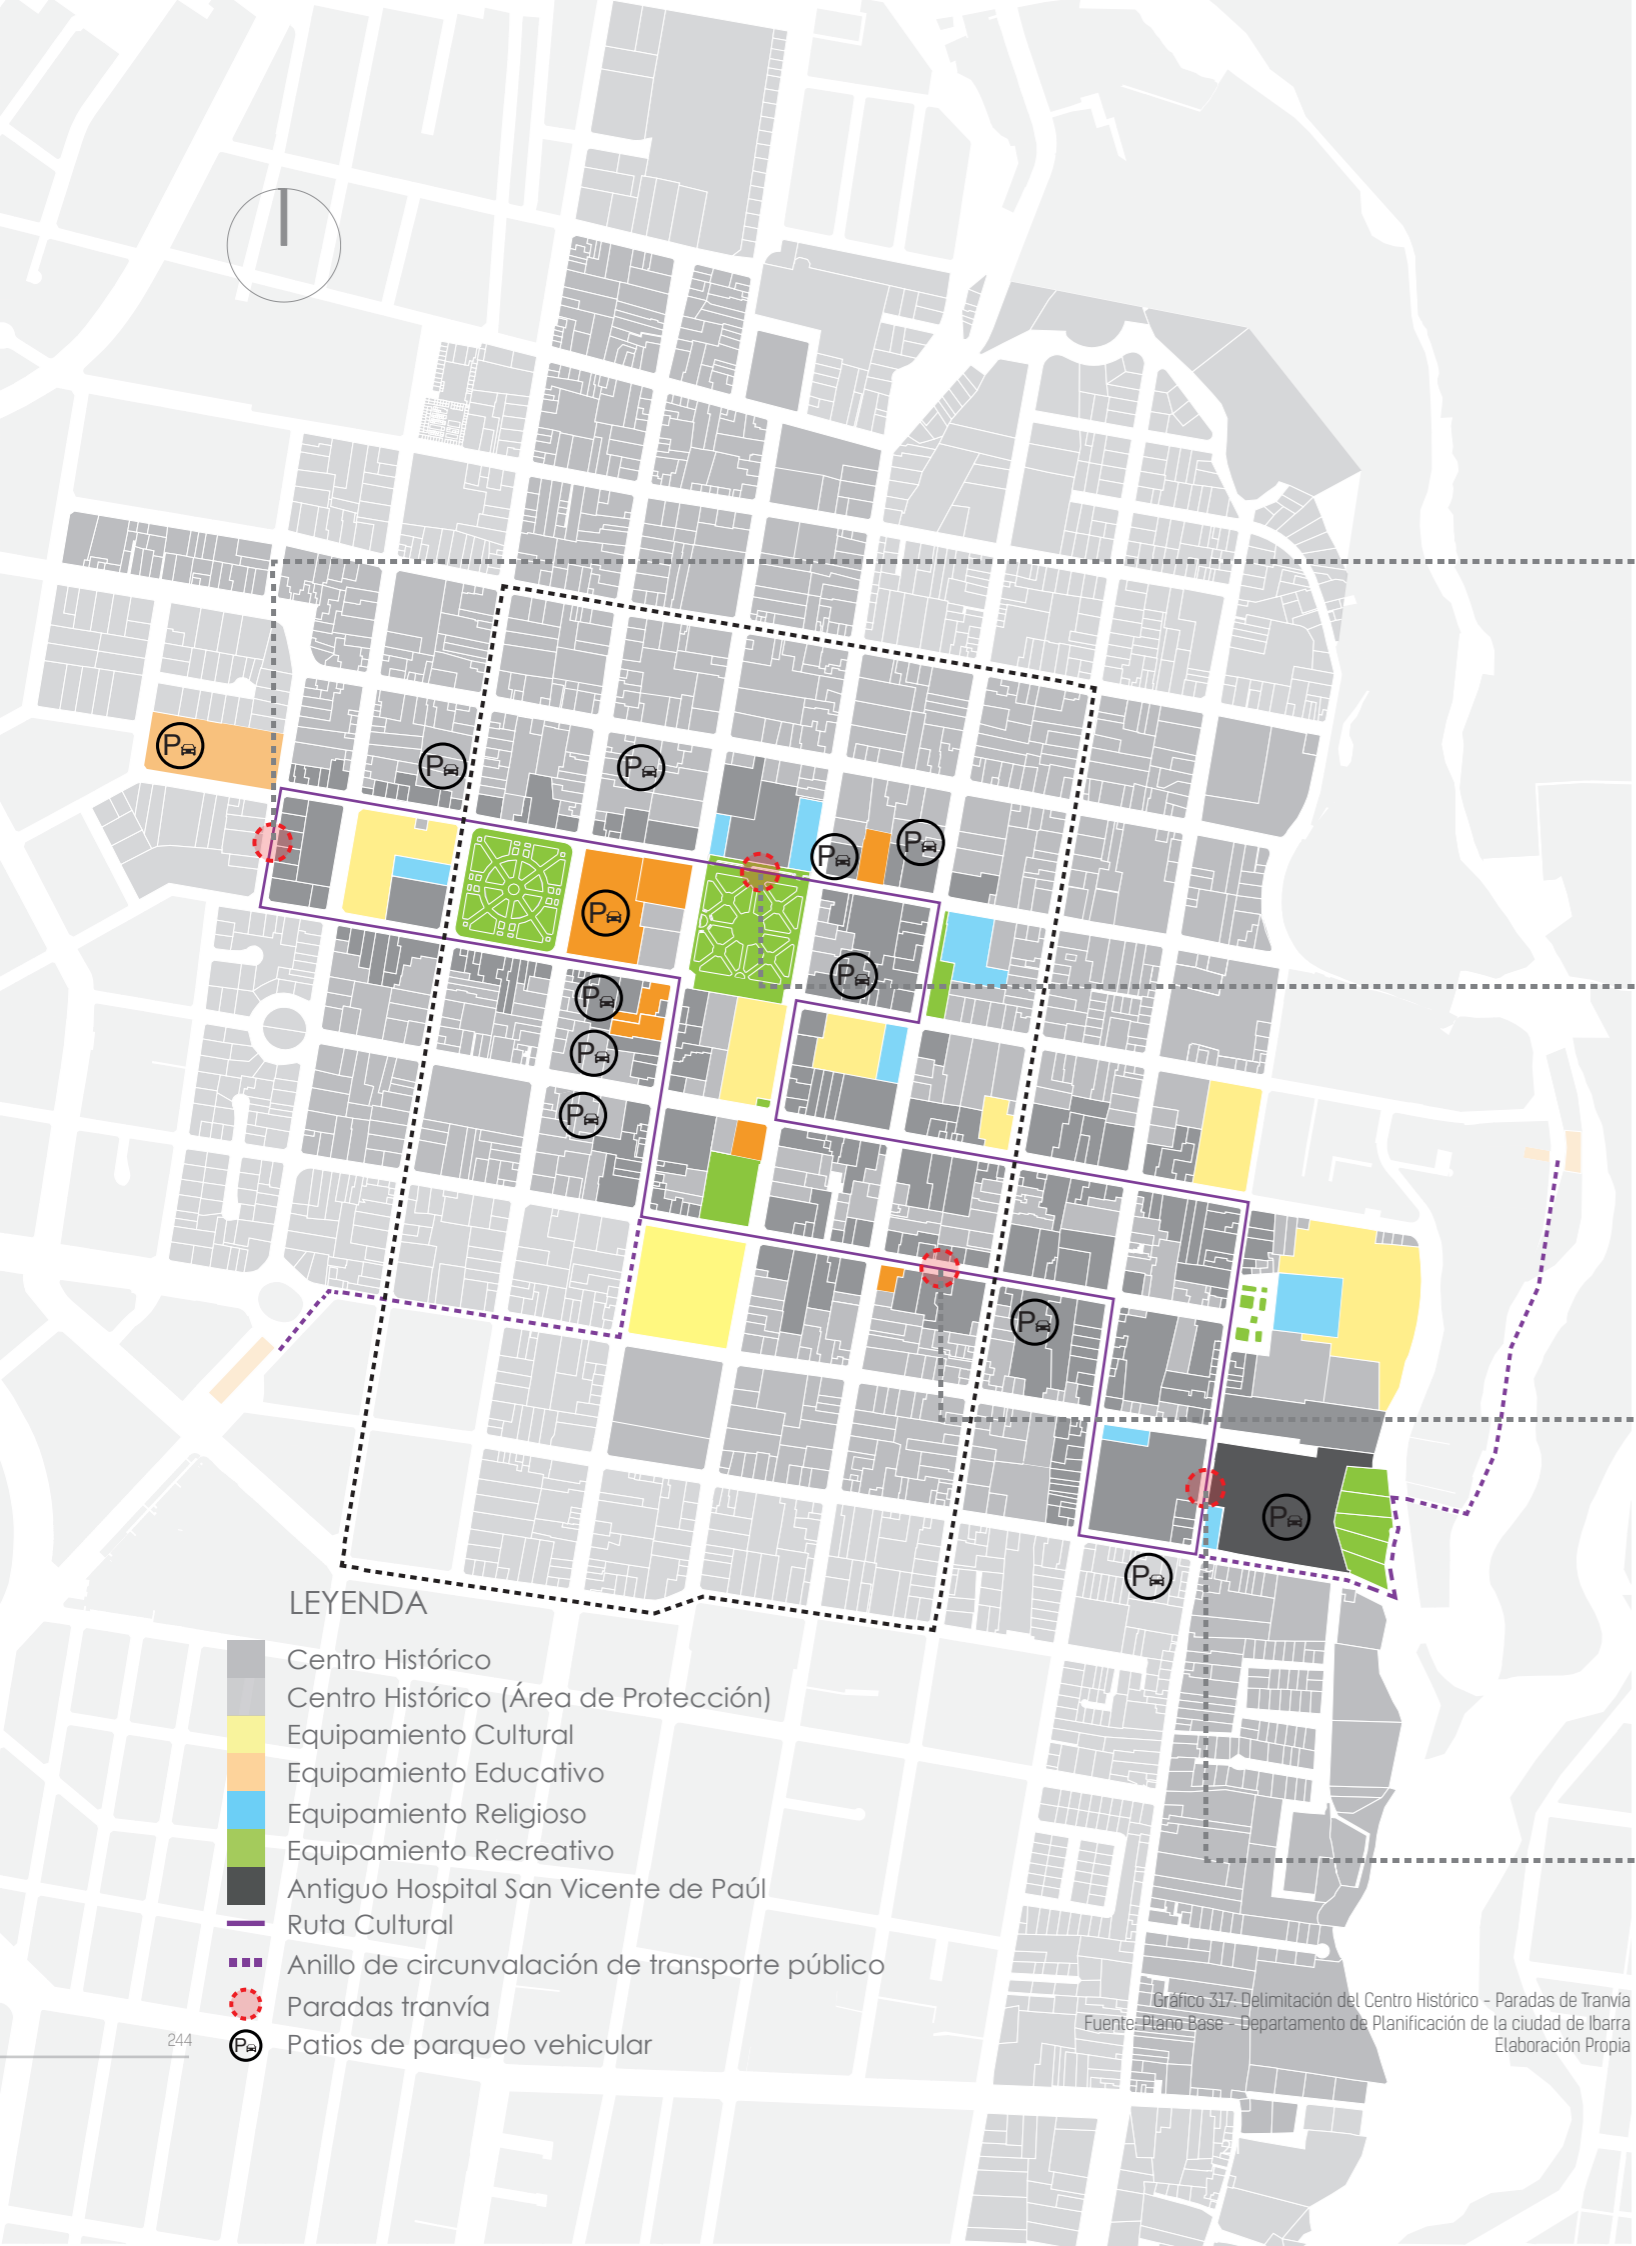 P
P
P
P
P
P
P
P
P
P
P
P
P
P
LEYENDA
Centro Histórico
Centro Histórico (Área de Protección)
Equipamiento Cultural
Equipamiento Educativo
Equipamiento Religioso
Equipamiento Recreativo
Antiguo Hospital San Vicente de Paúl
Ruta Cultural
Anillo de circunvalación de transporte público
Paradas tranvía
P Patios de parqueo vehicular
Gráfico 317: Delimitación del Centro Histórico - Paradas de Tranvía
Fuente: Plano Base - Departamento de Planificación de la ciudad de Ibarra
Elaboración Propia
244